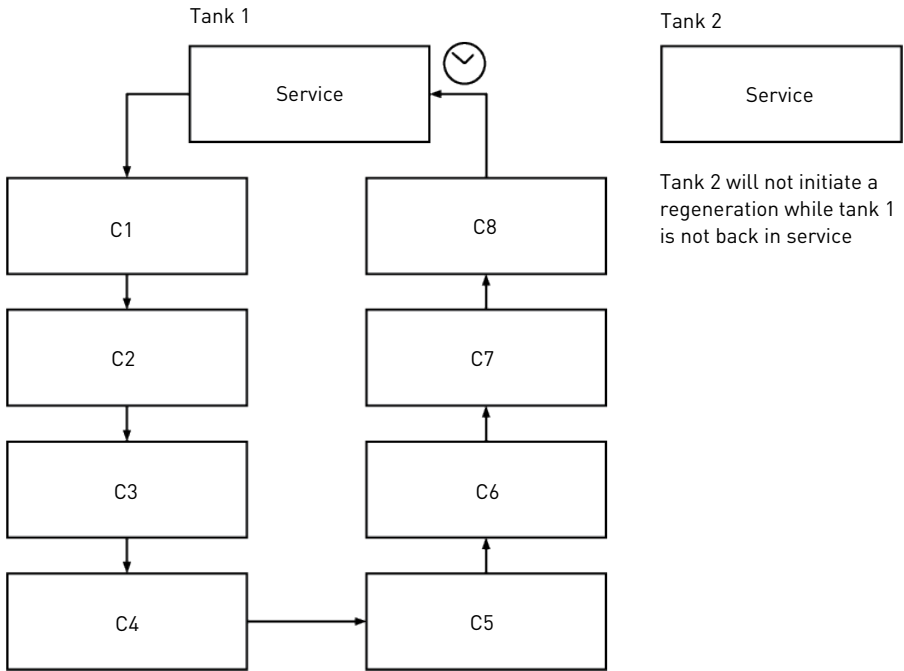 Tank 1
Tank 2
Service
Service
Tank 2 will not initiate a
regeneration while tank 1
is not back in service
C1
C8
C2
C7
C3
C6
C4
C5